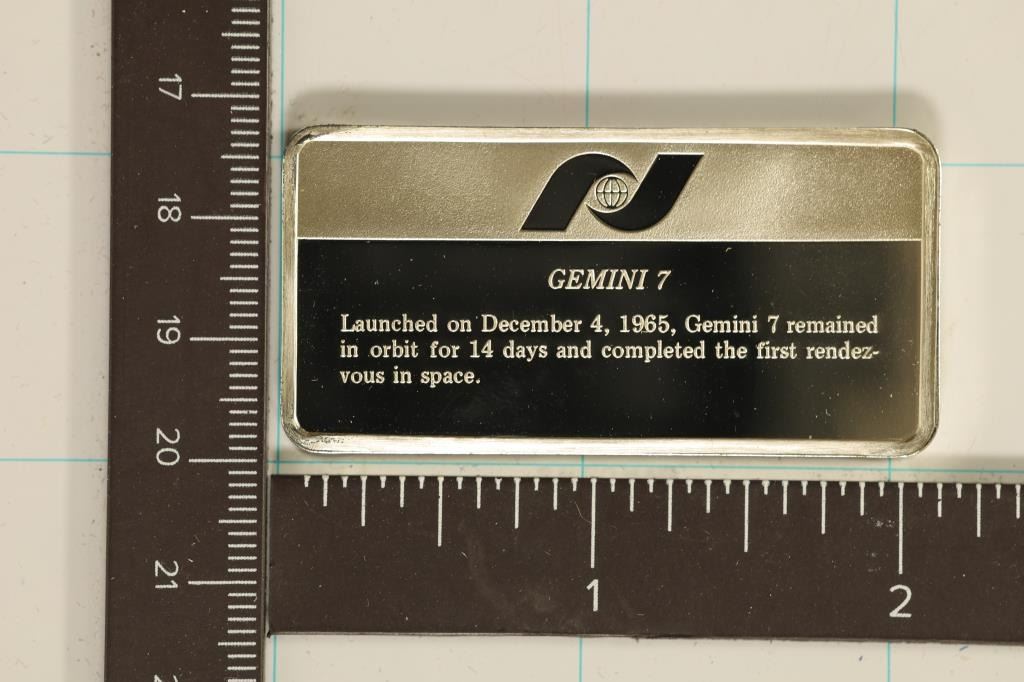 17
18
19
20
21
GEMINI 7
Launched on December 4, 1965, Gemini 7 remained
in orbit for 14 days and completed the first rendez-
vous in space.
1
2